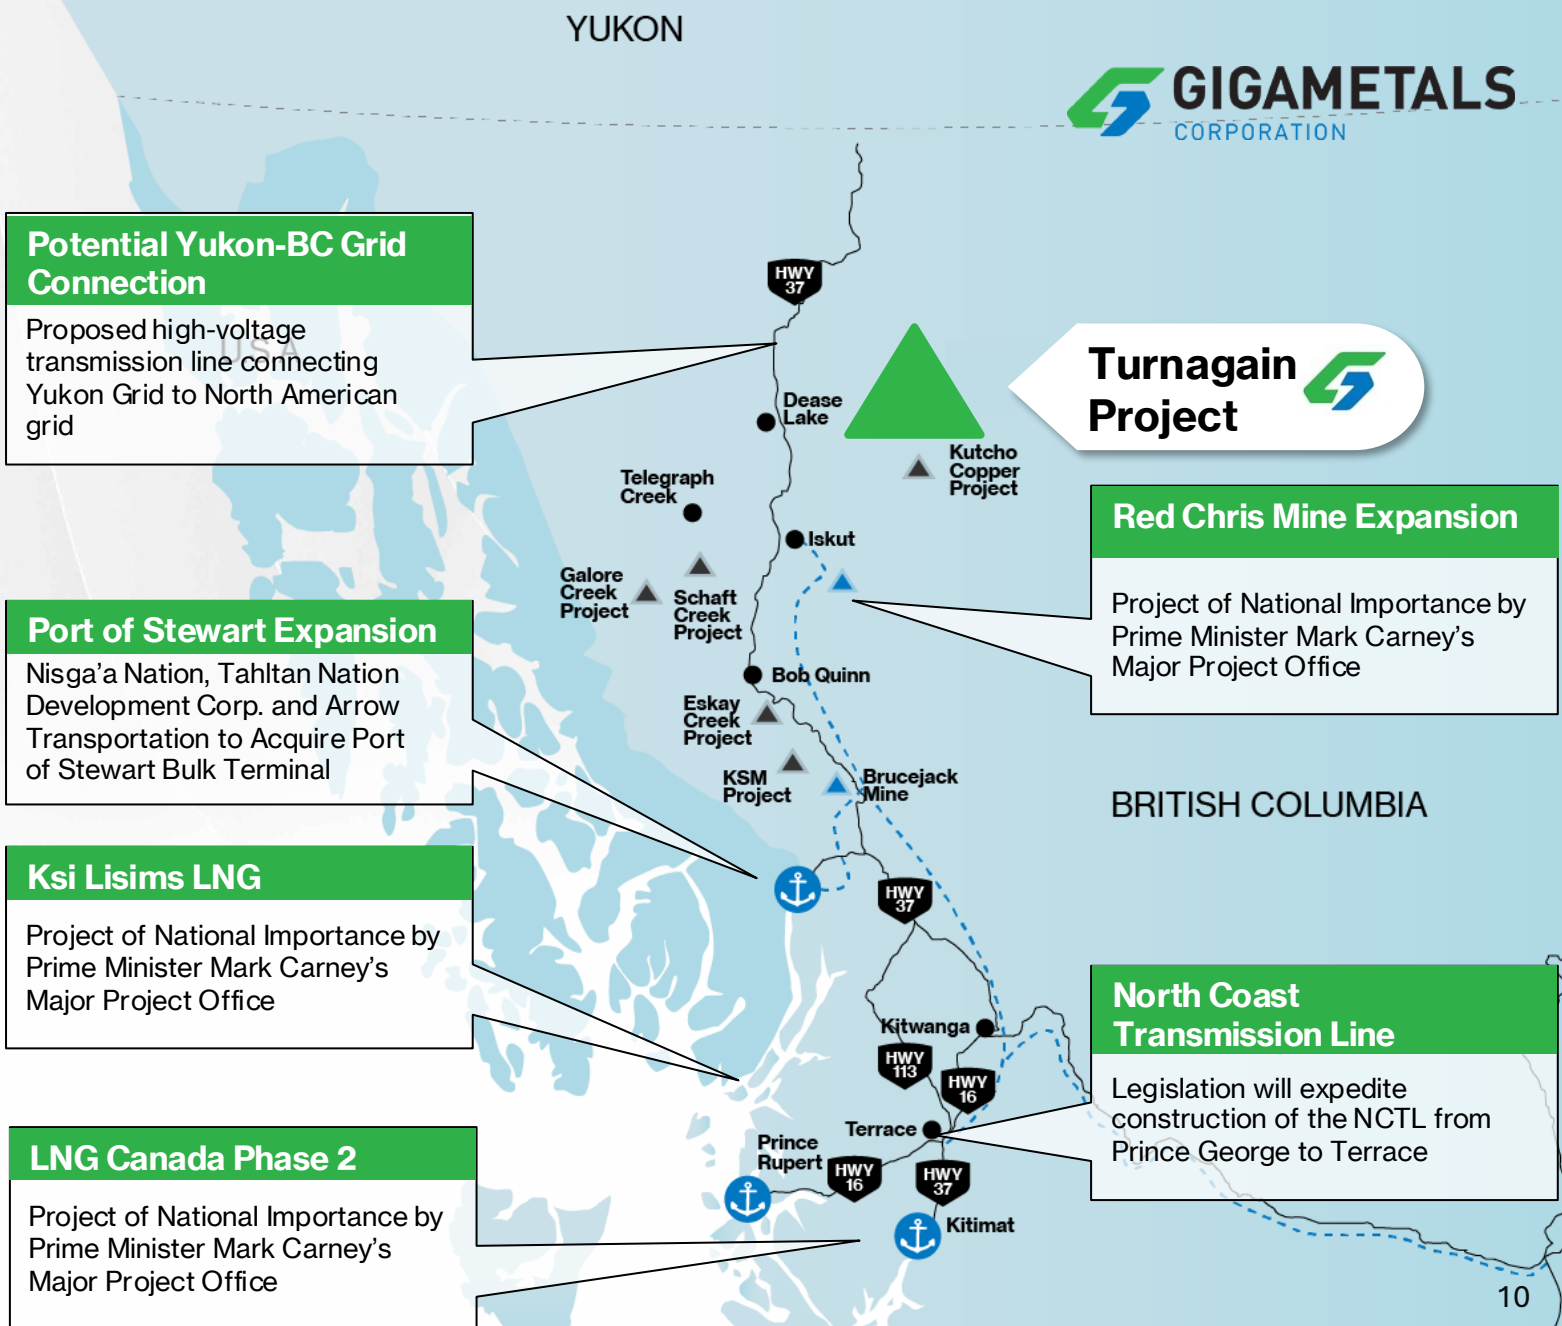 YUKON
GIGAMETALS
CORPORATION
Potential Yukon-BC Grid
Connection
Proposed high-voltage
transmission line connecting
Yukon Grid to North American
grid
USA
HWY
37
Turnagain
Project
Dease
Lake
Kutcho
Copper
Project
Telegraph
Creek
Iskut
Red Chris Mine Expansion
Project of National Importance by
Prime Minister Mark Carney's
Major Project Office
Galore
Creek
Project
Schaft
Creek
Project
Port of Stewart Expansion
Nisga'a Nation, Tahltan Nation
Development Corp. and Arrow
Transportation to Acquire Port
of Stewart Bulk Terminal
Bob Quinn
Eskay
Creek
Project
KSM
Project
Brucejack
Mine
BRITISH COLUMBIA
Ksi Lisims LNG
Project of National Importance by
Prime Minister Mark Carney's
Major Project Office
HWY
37
North Coast
Transmission Line
Legislation will expedite
construction of the NCTL from
Prince George to Terrace
Kitwanga
HWY
113
HWY
16
Terrace
Prince
Rupert
HWY
16
HWY
37
Kitimat
LNG Canada Phase 2
Project of National Importance by
Prime Minister Mark Carney's
Major Project Office
10